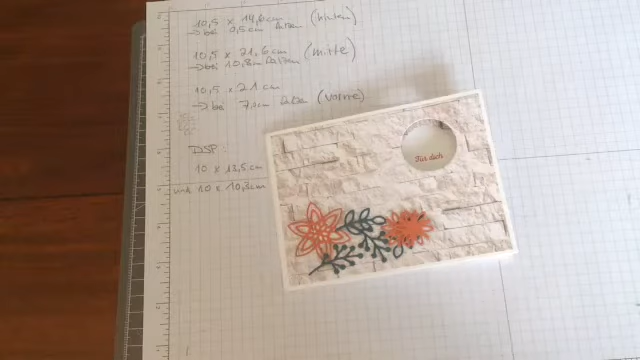 10,5 x 14,6 cm (hinten)
→ bei 0,5 cm falzen
10,5 x 21,6 cm (mitte)
→ bei 10,8 cm falzen
10,5 x 21 cm
→ bei 7,1 cm falzen (vorne)
DSP:
10 x 13,5 cm
und 10 x 10,3 cm
Für dich